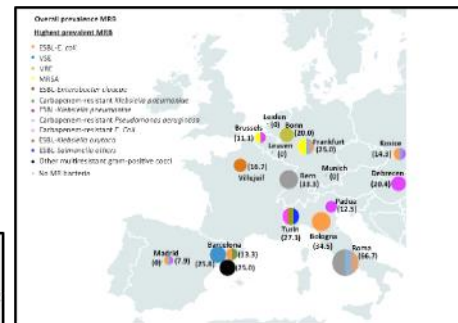 Overall prevalence MRB
Highest prevalent MRB
ESBL-E. coli
VSE
VRE
MRSA
ESBL-Enterobacter cloacae
Carbapenem-resistant Klebsiella pneumoniae
ESBL-Klebsiella pneumoniae
Carbapenem-resistant Pseudomonas aeruginosa
Carbapenem-resistant E. Coli
ESBL-Klebsiella oxytoca
ESBL Salmonella
Other multiresistant gram-positive cocci
No MR bacteria
Leiden
(0)
Bonn
(20.0)
Brussels
(11.1)
Leuven
(0)
Frankfurt
(25.0)
Kosice
(14.3)
(16.7)
Villejuif
Munich
(0)
Bern
(33.3)
Debrecen
(20.4)
Padua
(12.5)
Turin
(27.3)
Bologna
(34.5)
Roma
(66.7)
Madrid
(0)
(7.9)
Barcelona
(13.3)
(25.0)